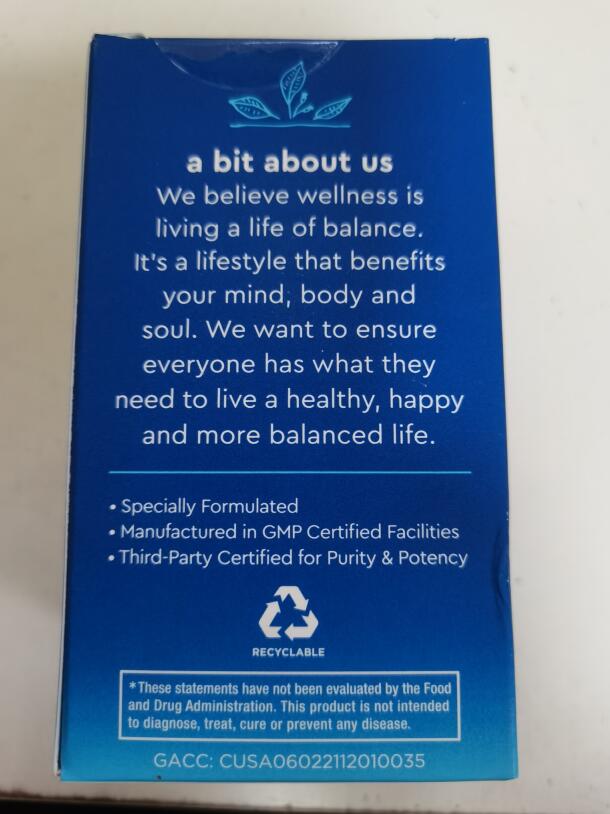 a bit about us
We believe wellness is
living a life of balance.
It's a lifestyle that benefits
your mind, body and
soul. We want to ensure
everyone has what they
need to live a healthy, happy
and more balanced life.
• Specially Formulated
• Manufactured in GMP Certified Facilities
• Third-Party Certified for Purity & Potency
RECYCLABLE
*These statements have not been evaluated by the Food
and Drug Administration. This product is not intended
to diagnose, treat, cure or prevent any disease.
GACC: CUSA06022112010035